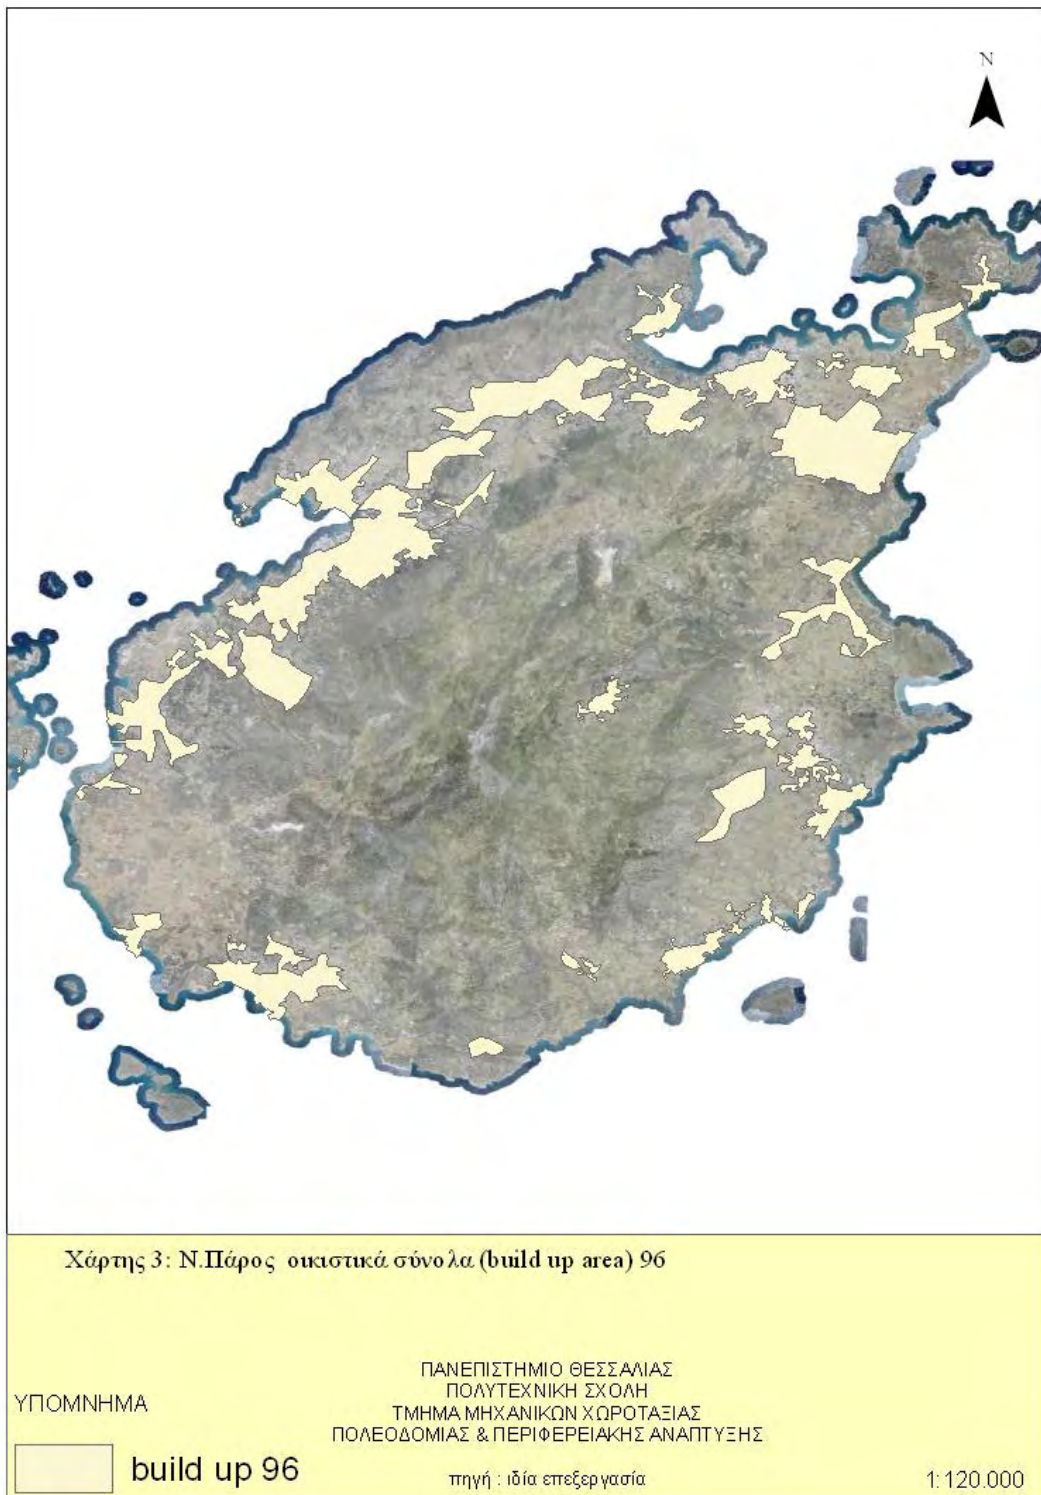 N
Χάρτης 3: Ν.Πάρος οικιστικά σύνολα (build up area) 96
ΠΑΝΕΠΙΣΤΗΜΙΟ ΘΕΣΣΑΛΙΑΣ
ΠΟΛΥΤΕΧΝΙΚΗ ΣΧΟΛΗ
ΤΜΗΜΑ ΜΗΧΑΝΙΚΩΝ ΧΩΡΟΤΑΞΙΑΣ
ΠΟΛΕΟΔΟΜΙΑΣ & ΠΕΡΙΦΕΡΕΙΑΚΗΣ ΑΝΑΠΤΥΞΗΣ
ΥΠΟΜΝΗΜΑ
build up 96
πηγή : ιδία επεξεργασία
1:120.000